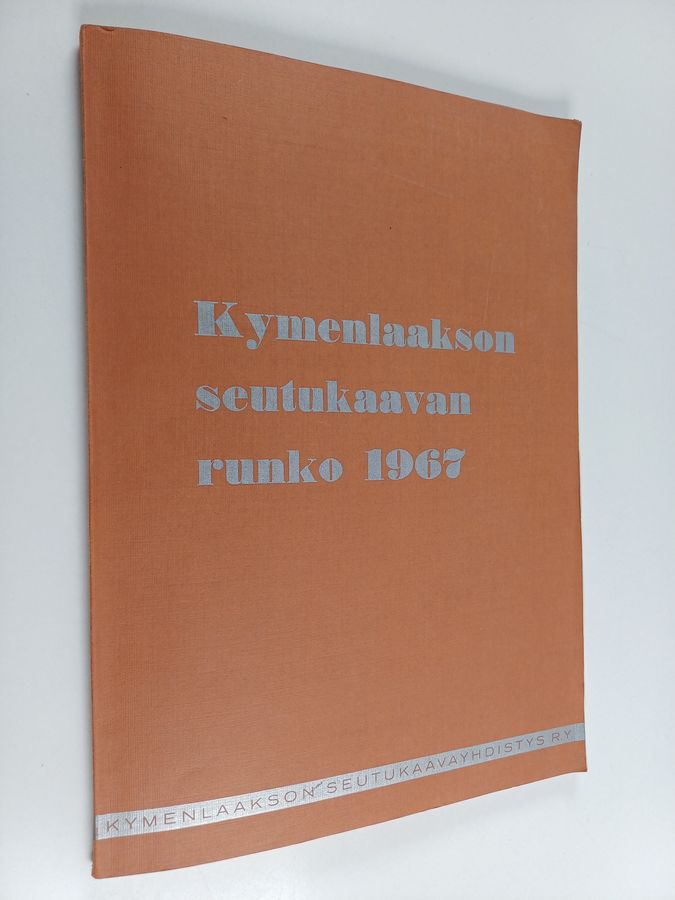 Kymenlaakson
seutukaavan
runko 1967
KYMENLAAKSON SEUTUKAAVAYHDISTYS R.Y